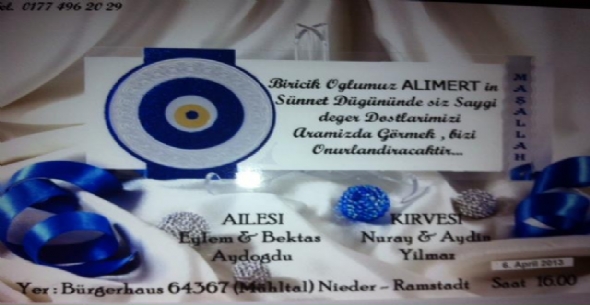 Tel. 0177 496 20 29
Biricik Oglumuz ALIMERT in
Sünnet Dügününde siz Saygi
deger Dostlarimizi
Aramizda Görmek , bizi
Onurlandiracaktir...
MAŞALLAH
AILESI
Eylem & Bektas
Aydogdu
KIRVESI
Nuray & Aydin
Yilmaz
6. April 2013
Yer : Bürgerhaus 64367 (Mühltal) Nieder - Ramstadt Saat 16.00